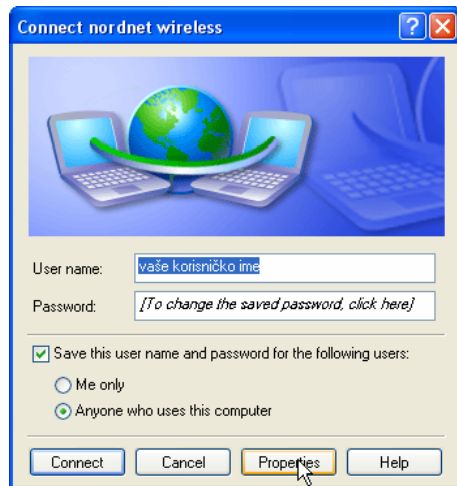 Connect nordnet wireless
User name: vaše korisničko ime
Password: [To change the saved password, click here]
Save this user name and password for the following users:
Me only
Anyone who uses this computer
Connect Cancel Properties Help